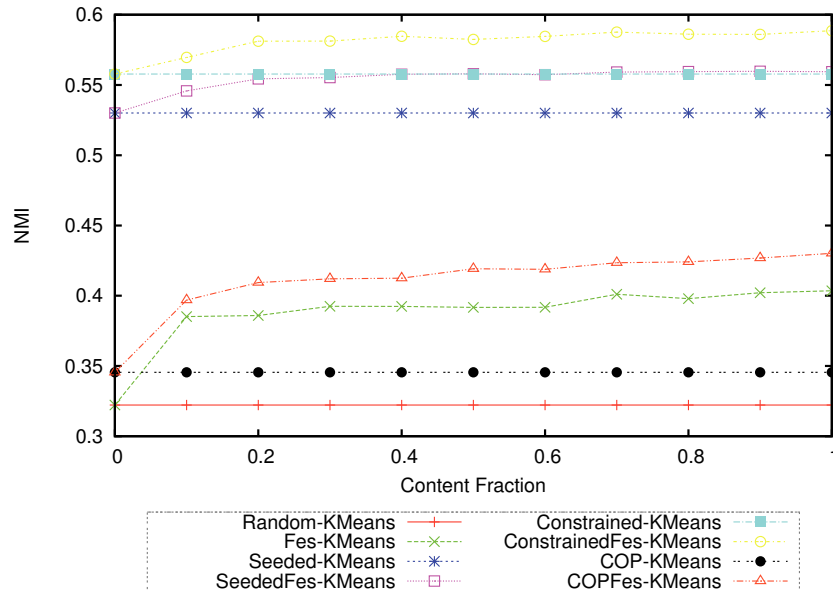 0.6
0.55
0.5
0.45
0.4
0.35
0.3
NMI
0 0.2 0.4 0.6 0.8 1
Content Fraction
Random-KMeans
Fes-KMeans
Seeded-KMeans
SeededFes-KMeans
Constrained-KMeans
ConstrainedFes-KMeans
COP-KMeans
COPFes-KMeans